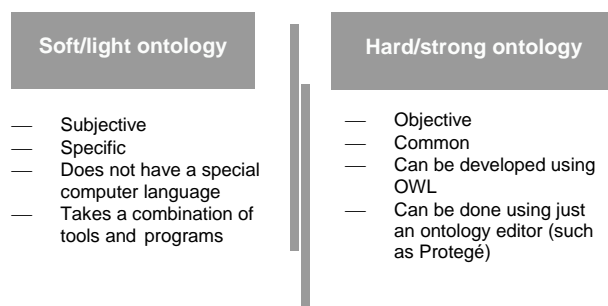 Soft/light ontology
— Subjective
— Specific
— Does not have a special
computer language
— Takes a combination of
tools and programs
Hard/strong ontology
— Objective
— Common
— Can be developed using
OWL
— Can be done using just
an ontology editor (such
as Protegé)